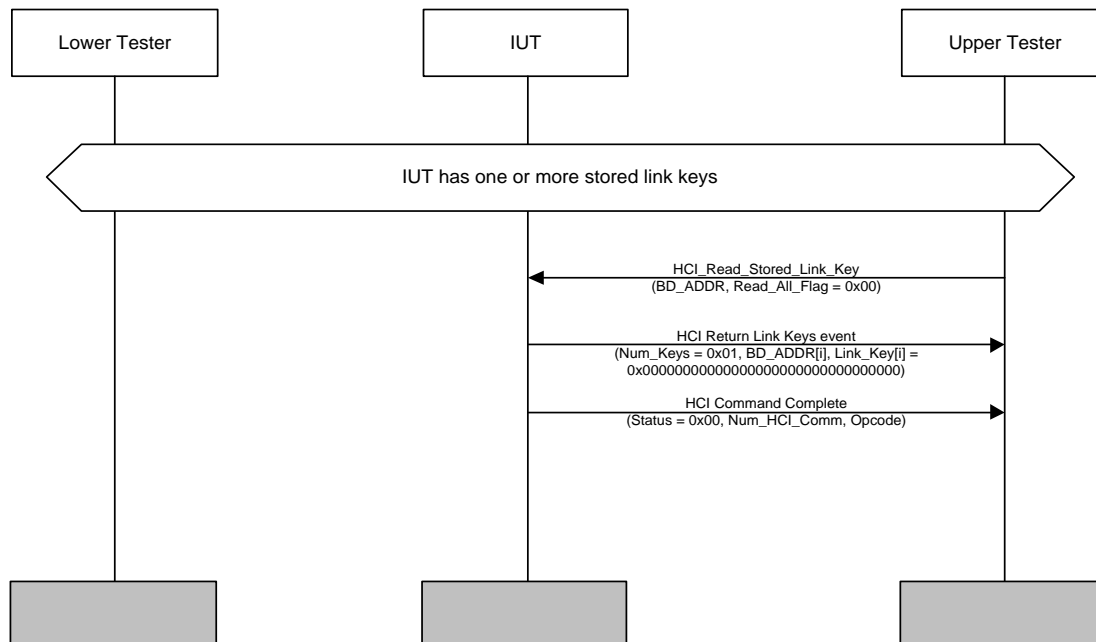 Lower Tester
IUT
Upper Tester
IUT has one or more stored link keys
HCI_Read_Stored_Link_Key
(BD_ADDR, Read_All_Flag = 0x00)
HCI Return Link Keys event
(Num_Keys = 0x01, BD_ADDR[i], Link_Key[i] =
0x00000000000000000000000000000000)
HCI Command Complete
(Status = 0x00, Num_HCI_Comm, Opcode)